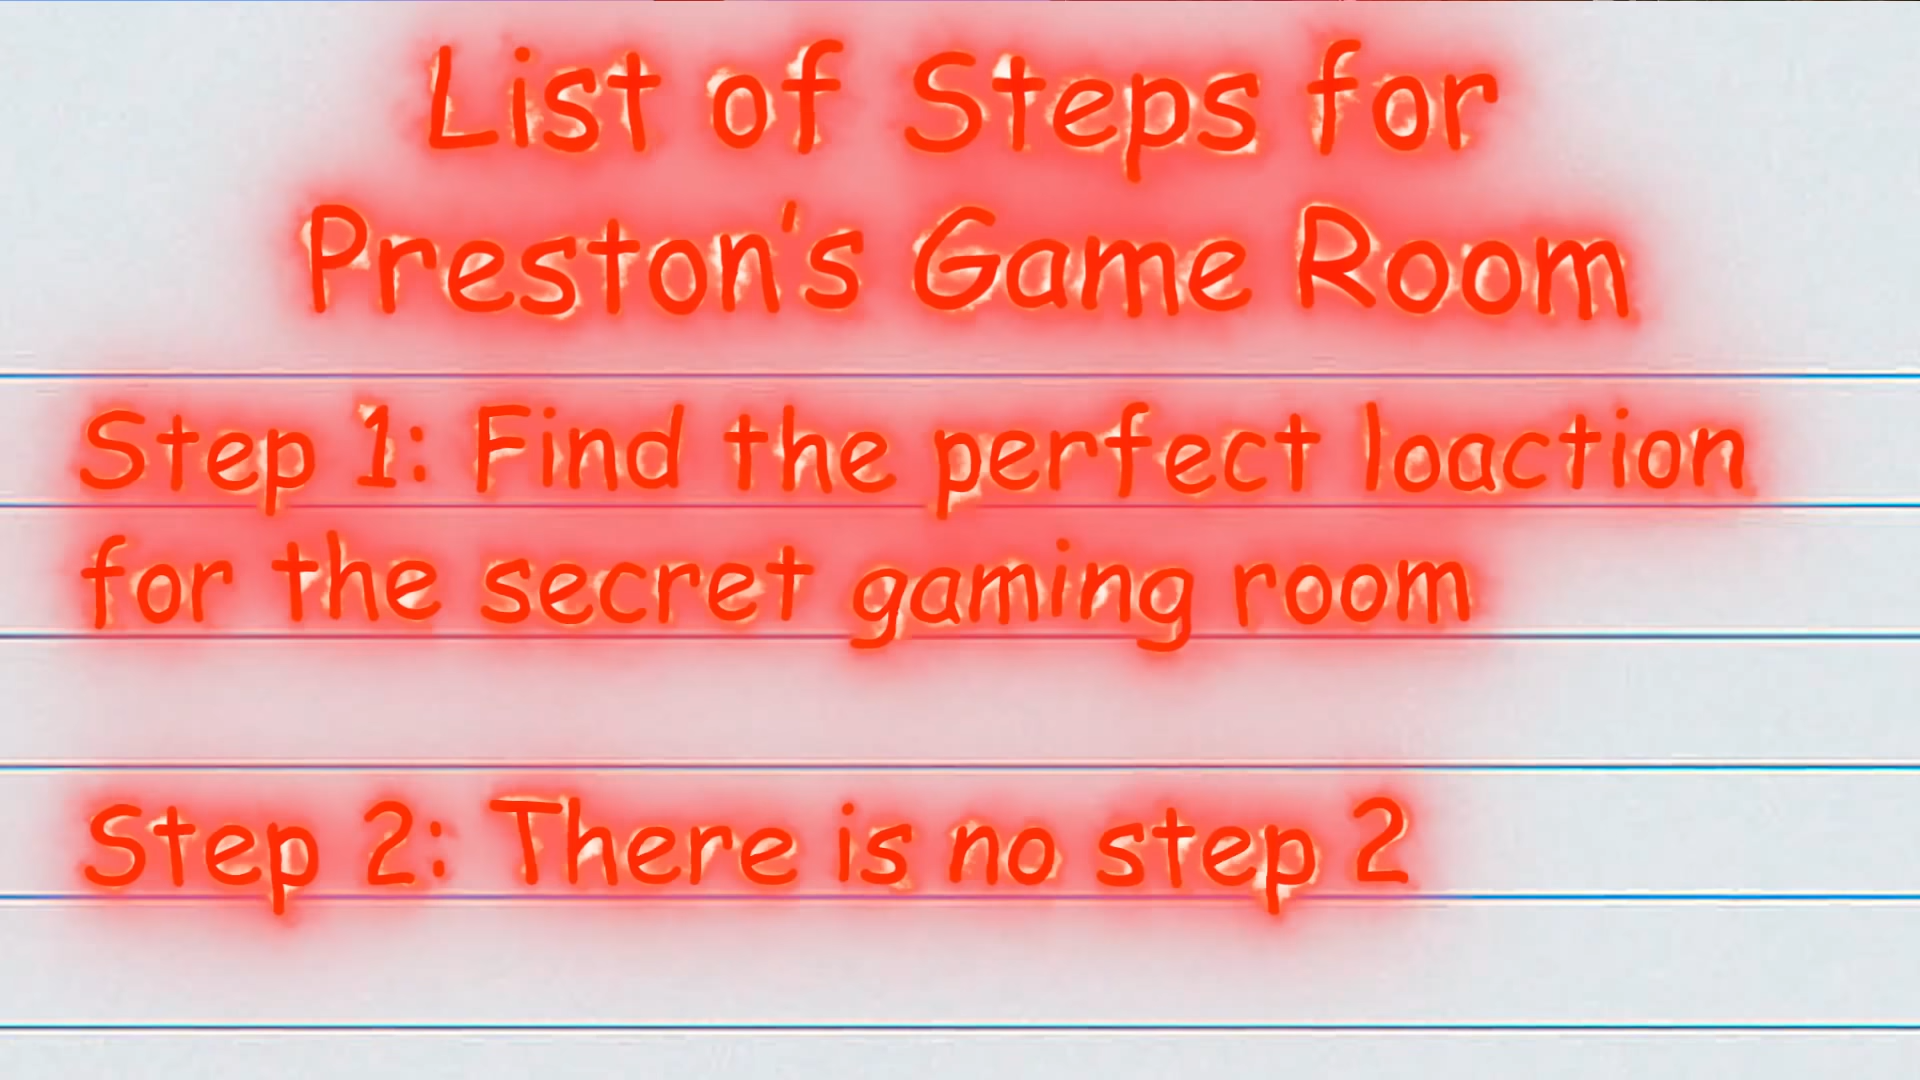 List of Steps for
Preston's Game Room
Step 1: Find the perfect loaction
for the secret gaming room
Step 2: There is no step 2